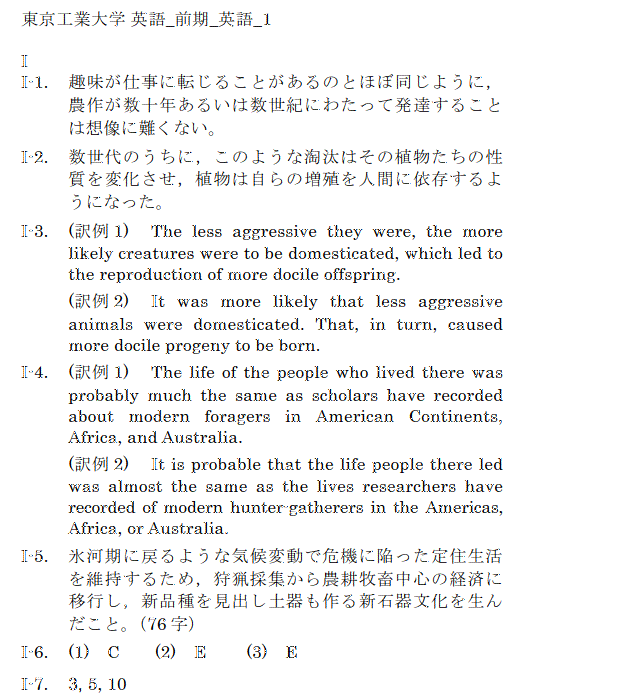 東京工業大学 英語_前期_英語_1
I
I-1. 趣味が仕事に転じることがあるのとほぼ同じように,
農作が数十年あるいは数世紀にわたって発達すること
は想像に難くない。
I-2. 数世代のうちに, このような淘汰はその植物たちの性
質を変化させ, 植物は自らの増殖を人間に依存するよ
うになった。
I-3. (訳例 1) The less aggressive they were, the more
likely creatures were to be domesticated, which led to
the reproduction of more docile offspring.
(訳例 2) It was more likely that less aggressive
animals were domesticated. That, in turn, caused
more docile progeny to be born.
I-4. (訳例 1) The life of the people who lived there was
probably much the same as scholars have recorded
about modern foragers in American Continents,
Africa, and Australia.
(訳例 2) It is probable that the life people there led
was almost the same as the lives researchers have
recorded of modern hunter-gatherers in the Americas,
Africa, or Australia.
I-5. 氷河期に戻るような気候変動で危機に陥った定住生活
を維持するため, 狩猟採集から農耕牧畜中心の経済に
移行し, 新品種を見出し土器も作る新石器文化を生ん
だこと。(76 字)
I-6. (1) C (2) E (3) E
I-7. 3, 5, 10